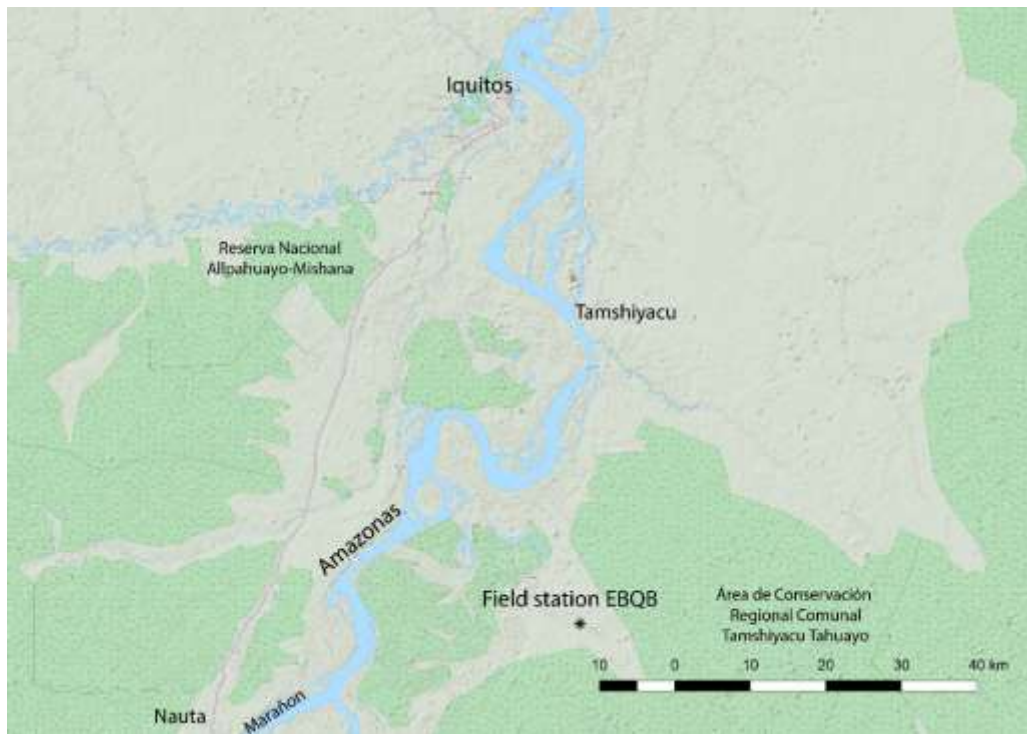 Iquitos
Reserva Nacional
Allpahuayo-Mishana
Tamshiyacu
Amazonas
Field station EBQB
Área de Conservación
Regional Comunal
Tamshiyacu Tahuayo
10 0 10 20 30 40 km
Nauta
Marañon